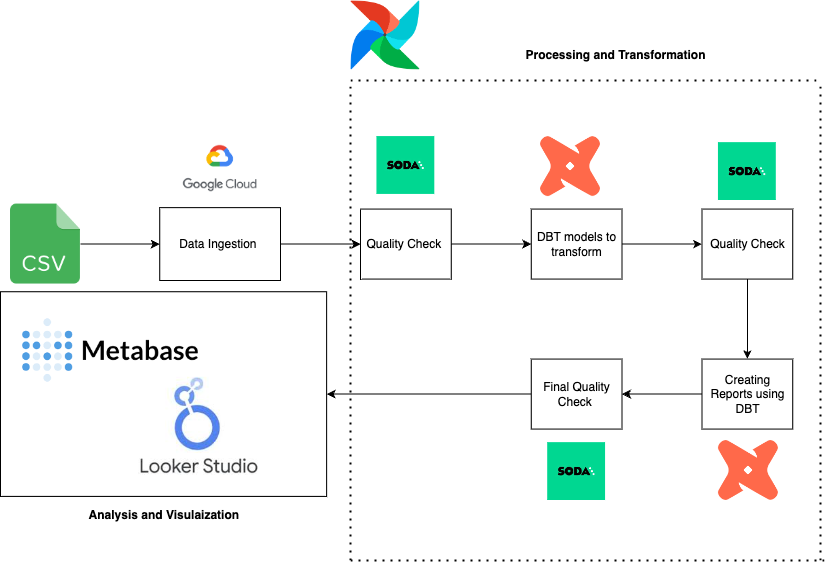 Processing and Transformation
SODA
SODA
Google Cloud
CSV
Data Ingestion
Quality Check
DBT models to
transform
Quality Check
Metabase
Looker Studio
Final Quality
Check
Creating
Reports using
DBT
SODA
Analysis and Visulaization